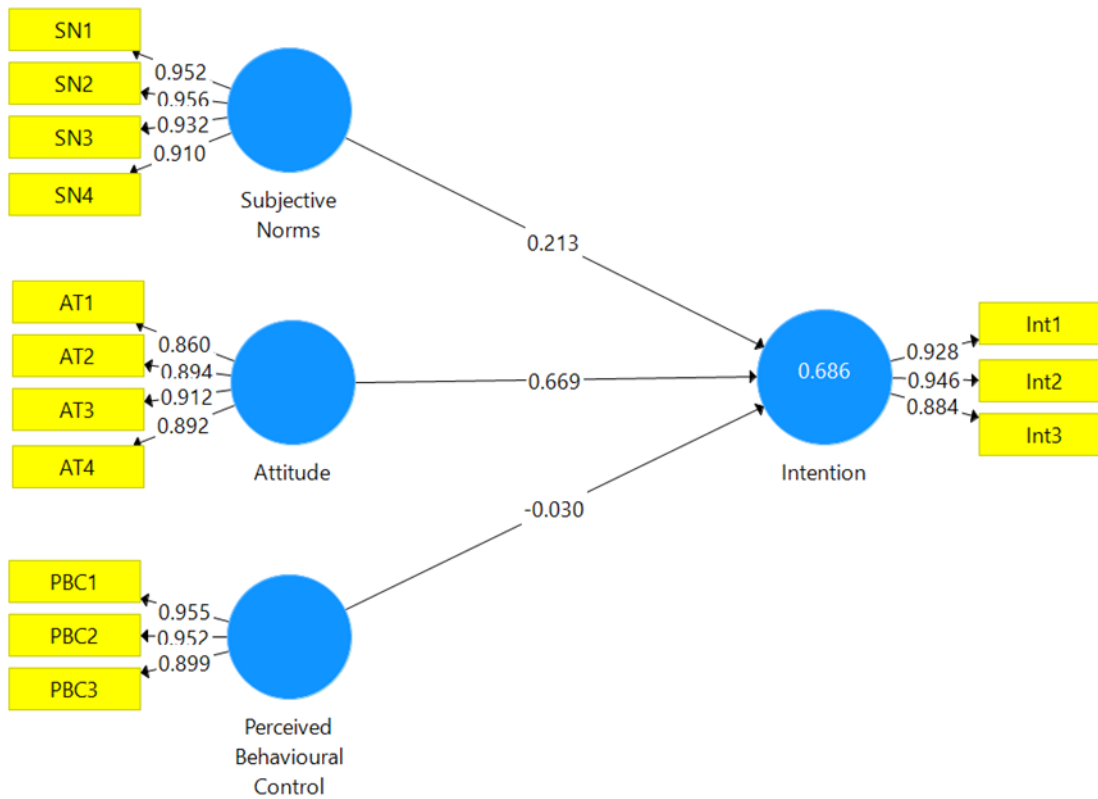 SN1
0.952
SN2
0.956
SN3
0.932
0.910
SN4
Subjective
Norms
0.213
AT1
0.860
AT2
0.894
AT3
0.912
0.892
AT4
Attitude
0.669
0.686
Intention
0.928
Int1
0.946
Int2
0.884
Int3
-0.030
PBC1
0.955
PBC2
0.952
0.899
PBC3
Perceived
Behavioural
Control